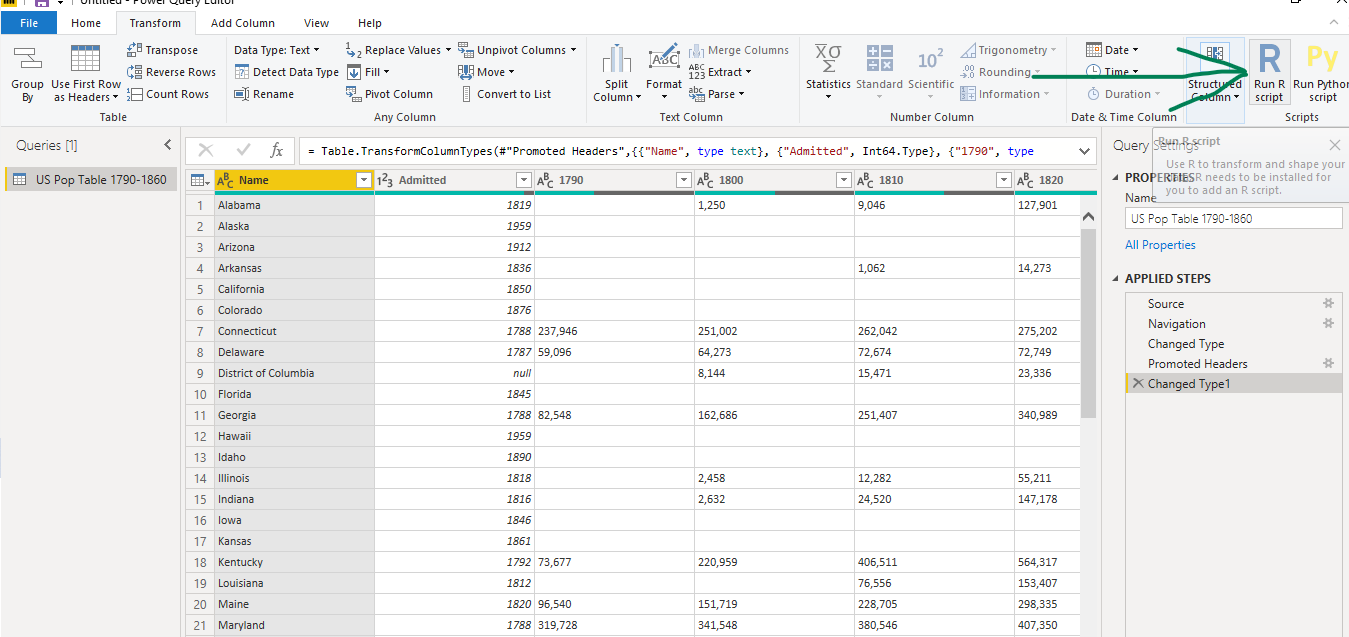 Untitled - Power Query Editor
File Home Transform Add Column View Help
Group By
Use First Row as Headers
Transpose
Reverse Rows
Count Rows
Table
Data Type: Text
Detect Data Type
Rename
Replace Values
Fill
Pivot Column
Unpivot Columns
Move
Convert to List
Any Column
Split Column
Format
Merge Columns
Extract
Parse
Text Column
Statistics
Standard
Scientific
Trigonometry
Rounding
Information
Number Column
Date
Time
Duration
Date & Time Column
Structured Column
Run R script
Run Python script
Scripts
Queries [1]
US Pop Table 1790-1860
fx = Table.TransformColumnTypes(#"Promoted Headers",{{"Name", type text}, {"Admitted", Int64.Type}, {"1790", type
Name Admitted 1790 1800 1810 1820
1 Alabama 1819 1,250 9,046 127,901
2 Alaska 1959
3 Arizona 1912
4 Arkansas 1836 1,062 14,273
5 California 1850
6 Colorado 1876
7 Connecticut 1788 237,946 251,002 262,042 275,202
8 Delaware 1787 59,096 64,273 72,674 72,749
9 District of Columbia null 8,144 15,471 23,336
10 Florida 1845
11 Georgia 1788 82,548 162,686 251,407 340,989
12 Hawaii 1959
13 Idaho 1890
14 Illinois 1818 2,458 12,282 55,211
15 Indiana 1816 2,632 24,520 147,178
16 Iowa 1846
17 Kansas 1861
18 Kentucky 1792 73,677 220,959 406,511 564,317
19 Louisiana 1812 76,556 153,407
20 Maine 1820 96,540 151,719 228,705 298,335
21 Maryland 1788 319,728 341,548 380,546 407,350
Query Settings
Run R script
Use R to transform and shape your
R needs to be installed for
you to add an R script.
PROPERTIES
Name
US Pop Table 1790-1860
All Properties
APPLIED STEPS
Source
Navigation
Changed Type
Promoted Headers
Changed Type1